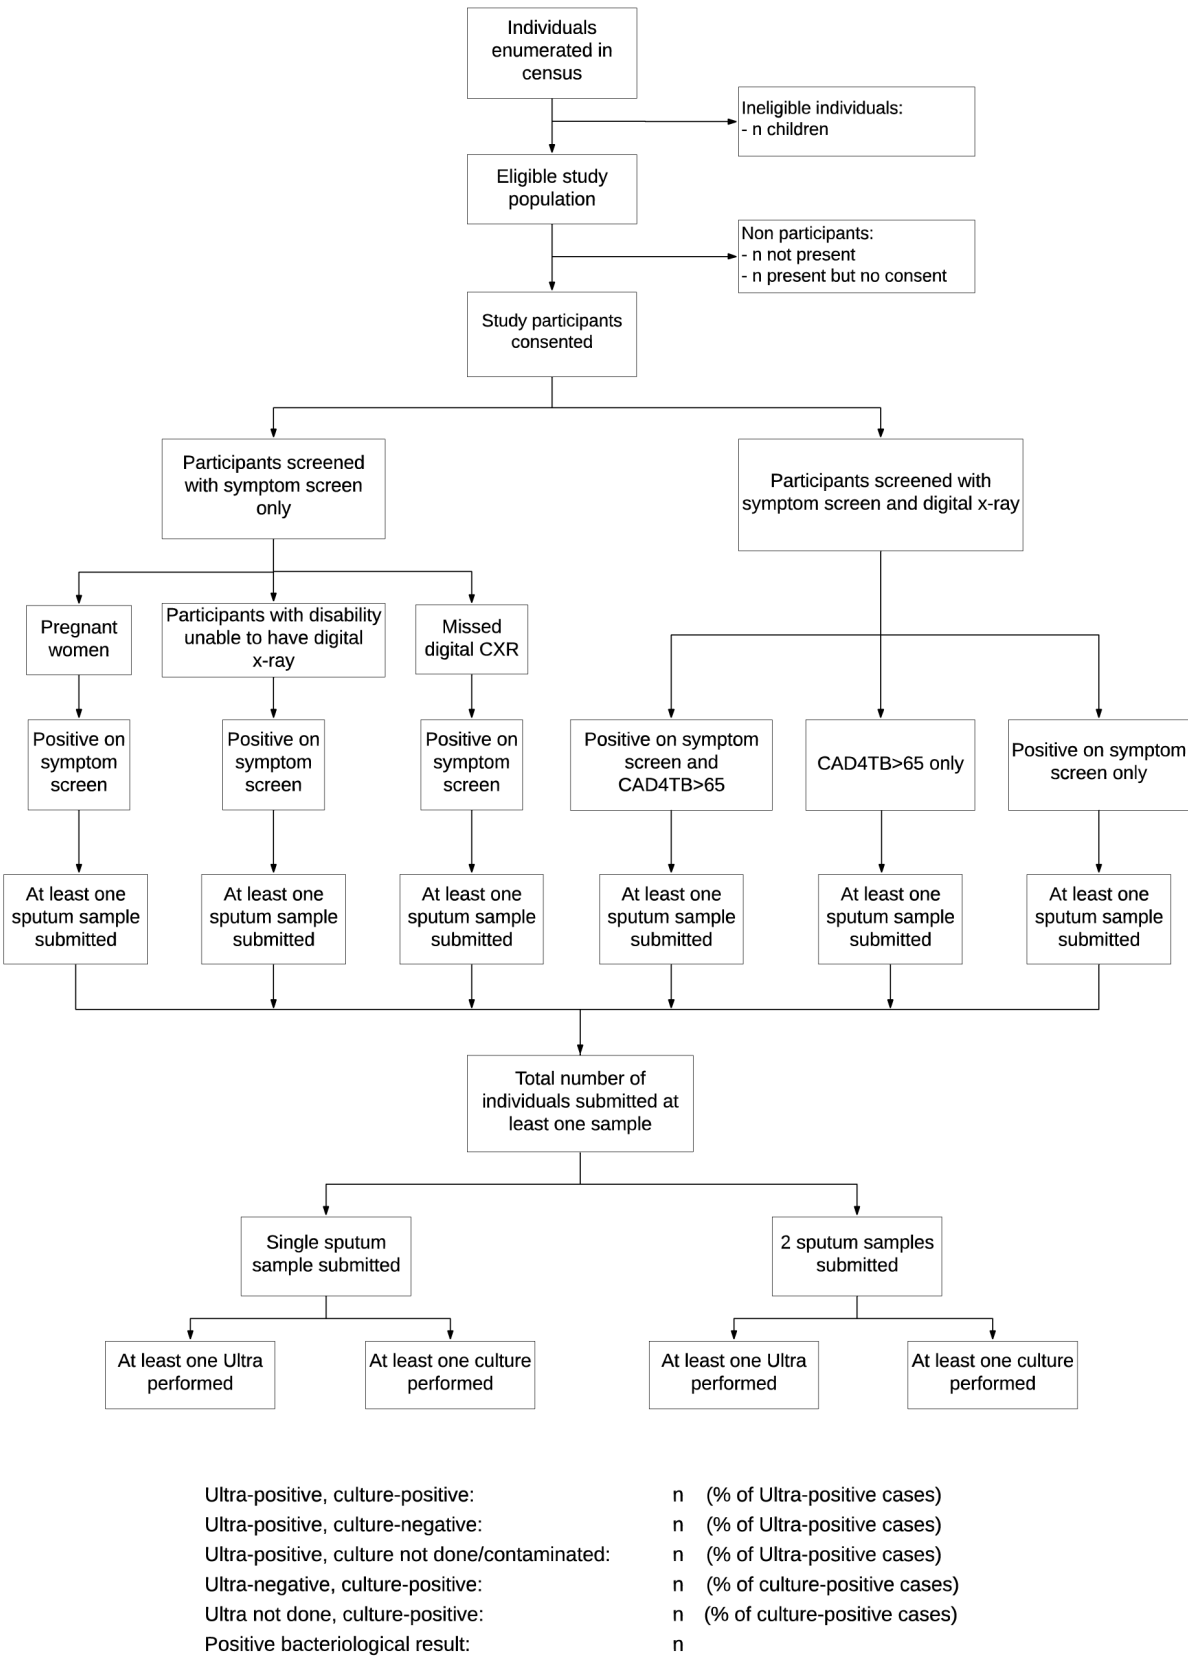 Individuals
enumerated in
census
Ineligible individuals:
- n children
Eligible study
population
Non participants:
- n not present
- n present but no consent
Study participants
consented
Participants screened
with symptom screen
only
Participants screened with
symptom screen and digital x-ray
Pregnant
women
Participants with disability
unable to have digital
x-ray
Missed
digital CXR
Positive on
symptom
screen
Positive on
symptom
screen
Positive on
symptom
screen
Positive on symptom
screen and
CAD4TB>65
CAD4TB>65 only
Positive on symptom
screen only
At least one
sputum sample
submitted
At least one
sputum sample
submitted
At least one
sputum sample
submitted
At least one
sputum sample
submitted
At least one
sputum sample
submitted
At least one
sputum sample
submitted
Total number of
individuals submitted at
least one sample
Single sputum
sample submitted
2 sputum samples
submitted
At least one Ultra
performed
At least one culture
performed
At least one Ultra
performed
At least one culture
performed
Ultra-positive, culture-positive: n (% of Ultra-positive cases)
Ultra-positive, culture-negative: n (% of Ultra-positive cases)
Ultra-positive, culture not done/contaminated: n (% of Ultra-positive cases)
Ultra-negative, culture-positive: n (% of culture-positive cases)
Ultra not done, culture-positive: n (% of culture-positive cases)
Positive bacteriological result: n